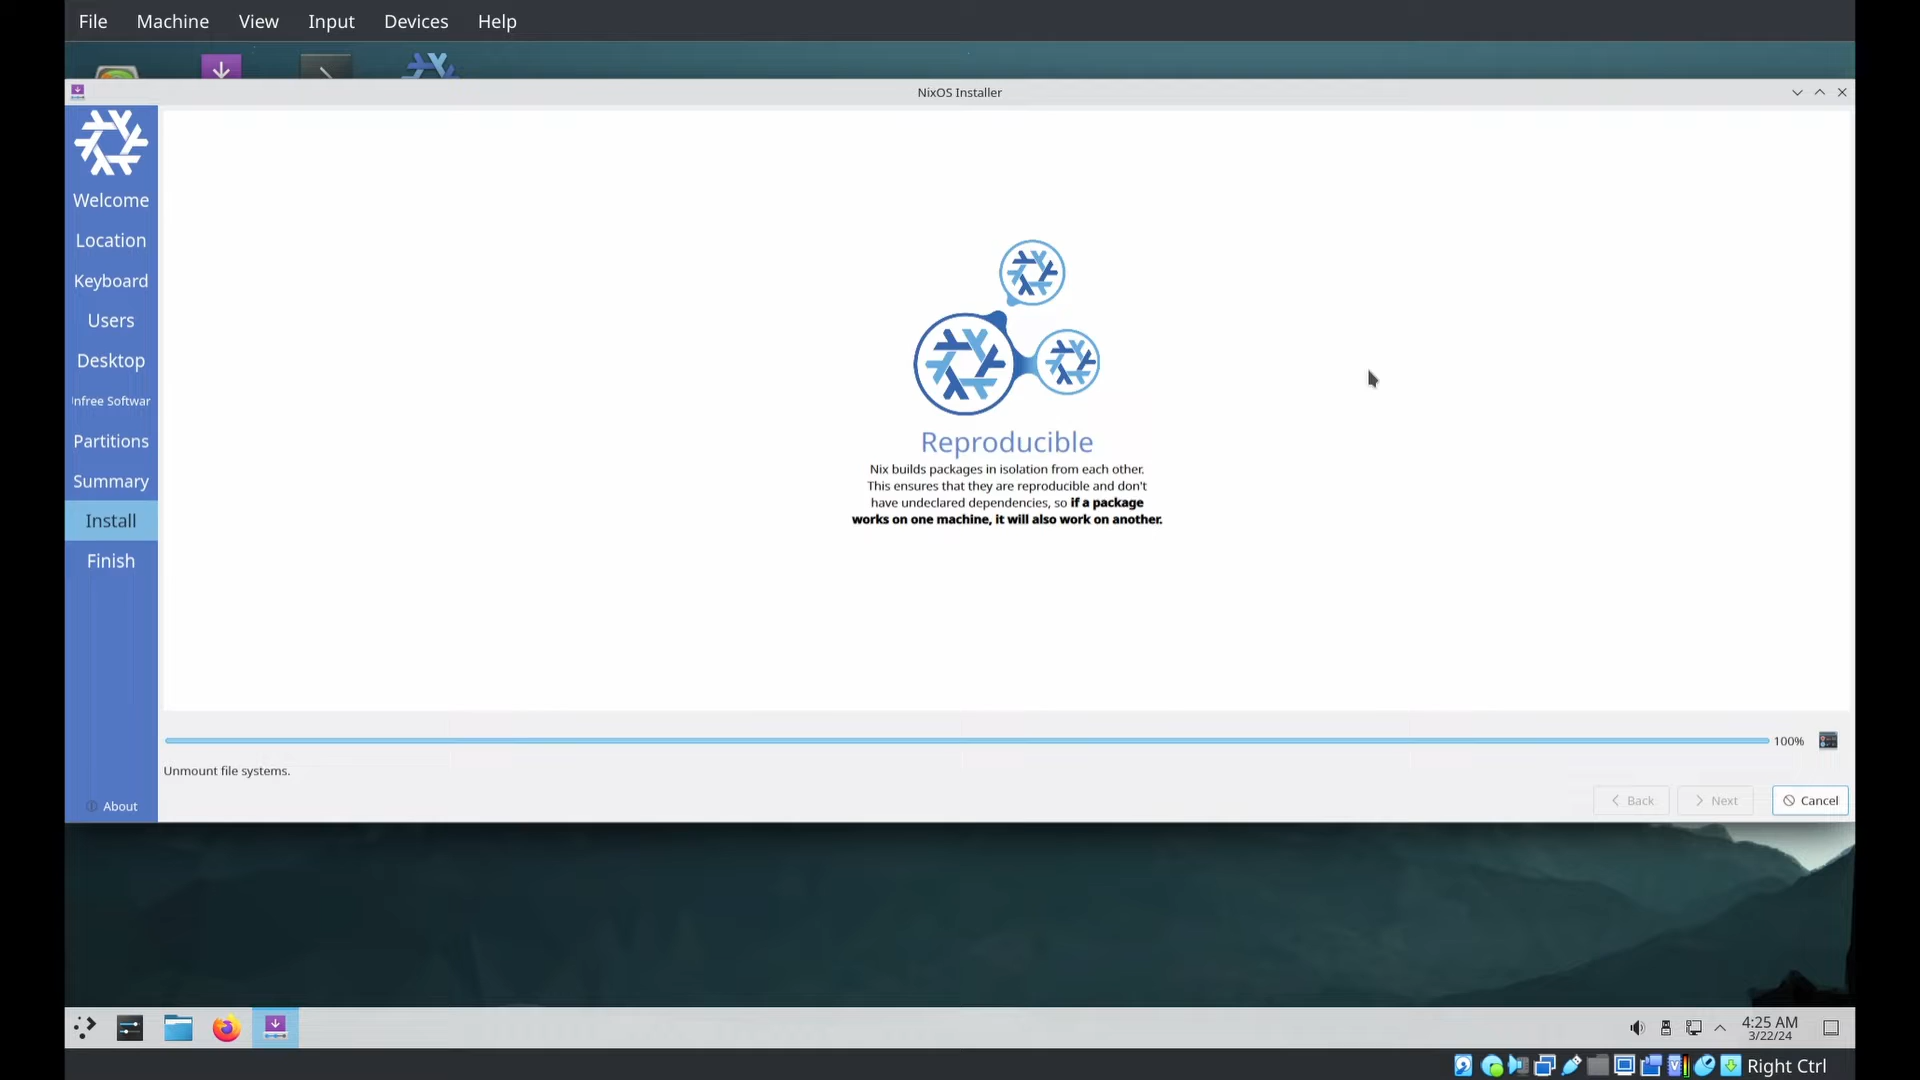 File Machine View Input Devices Help
NixOS Installer
Welcome
Location
Keyboard
Users
Desktop
nfree Softwar
Partitions
Summary
Install
Finish
About
Reproducible
Nix builds packages in isolation from each other.
This ensures that they are reproducible and don't
have undeclared dependencies, so if a package
works on one machine, it will also work on another.
100%
Unmount file systems.
Back Next Cancel
4:25 AM
3/22/24
Right Ctrl